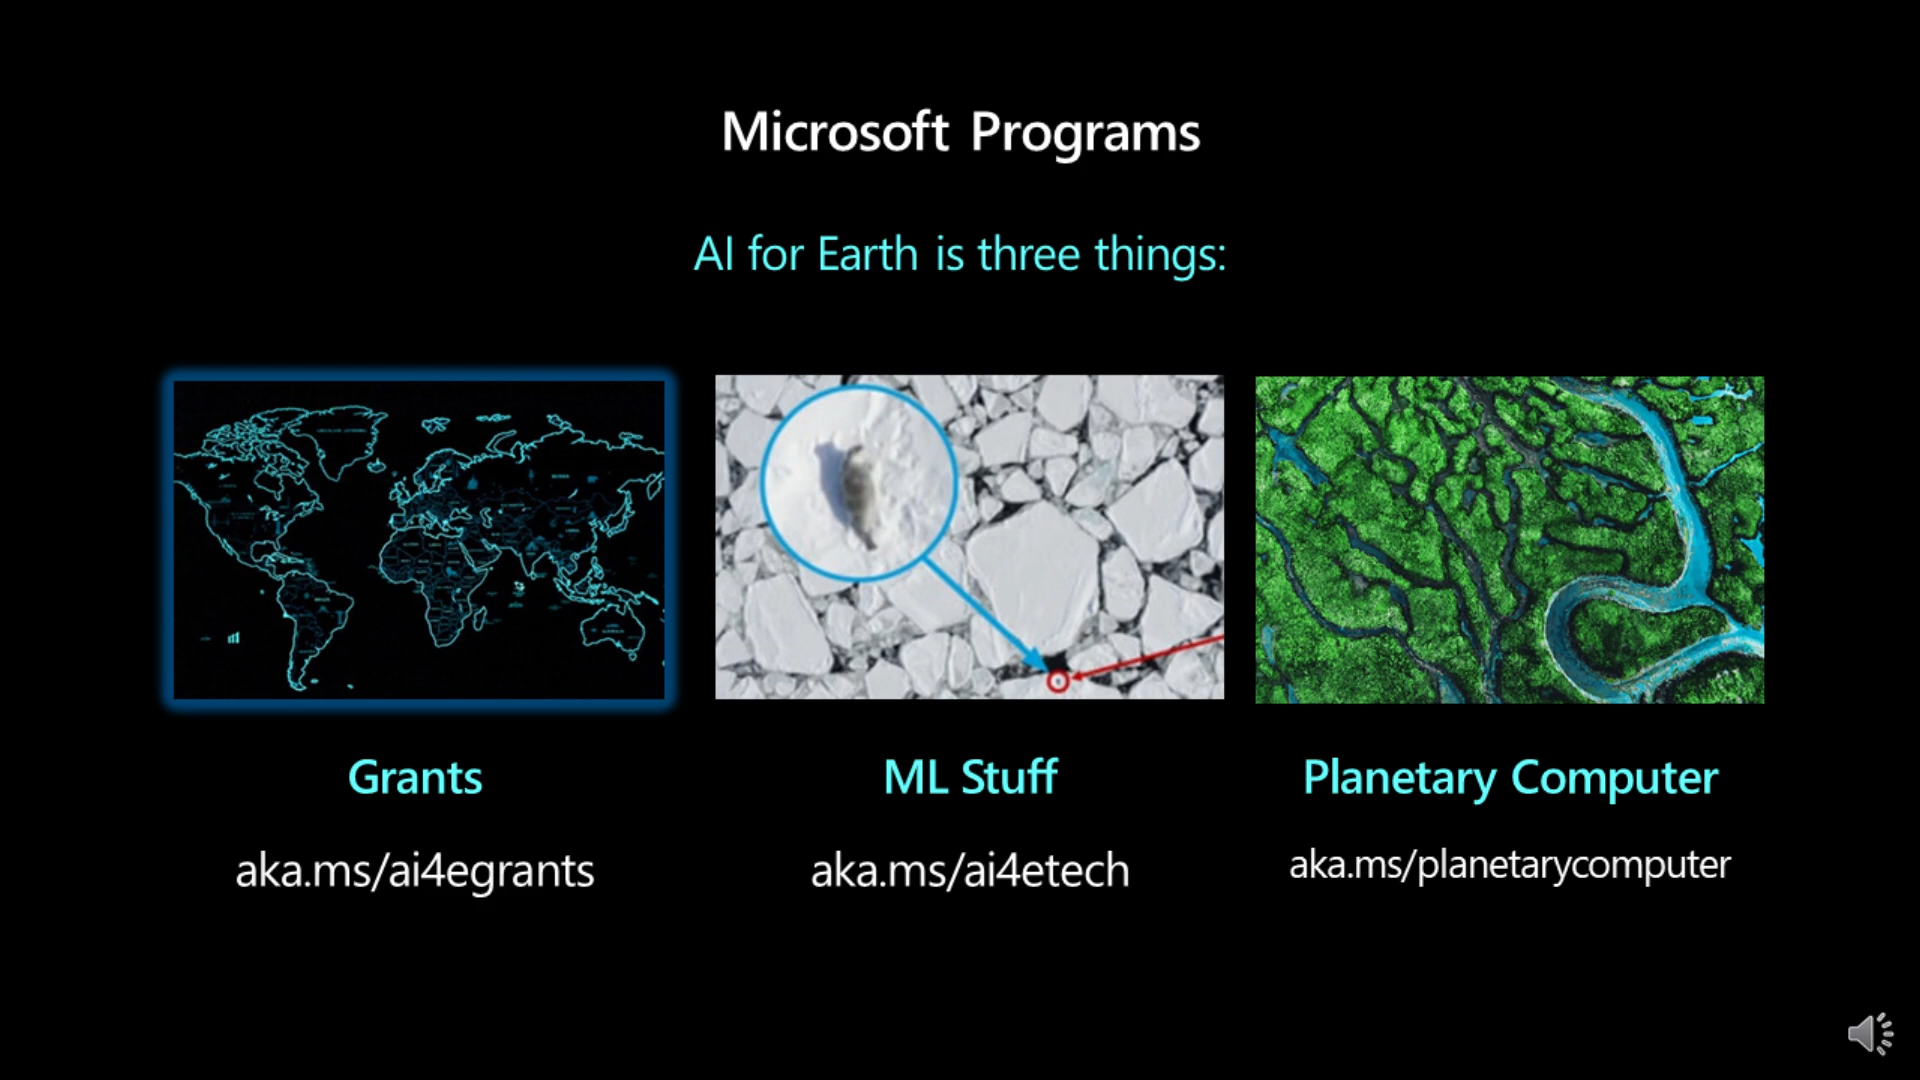 Microsoft Programs
AI for Earth is three things:
Grants
ML Stuff
Planetary Computer
aka.ms/ai4egrants
aka.ms/ai4etech
aka.ms/planetarycomputer